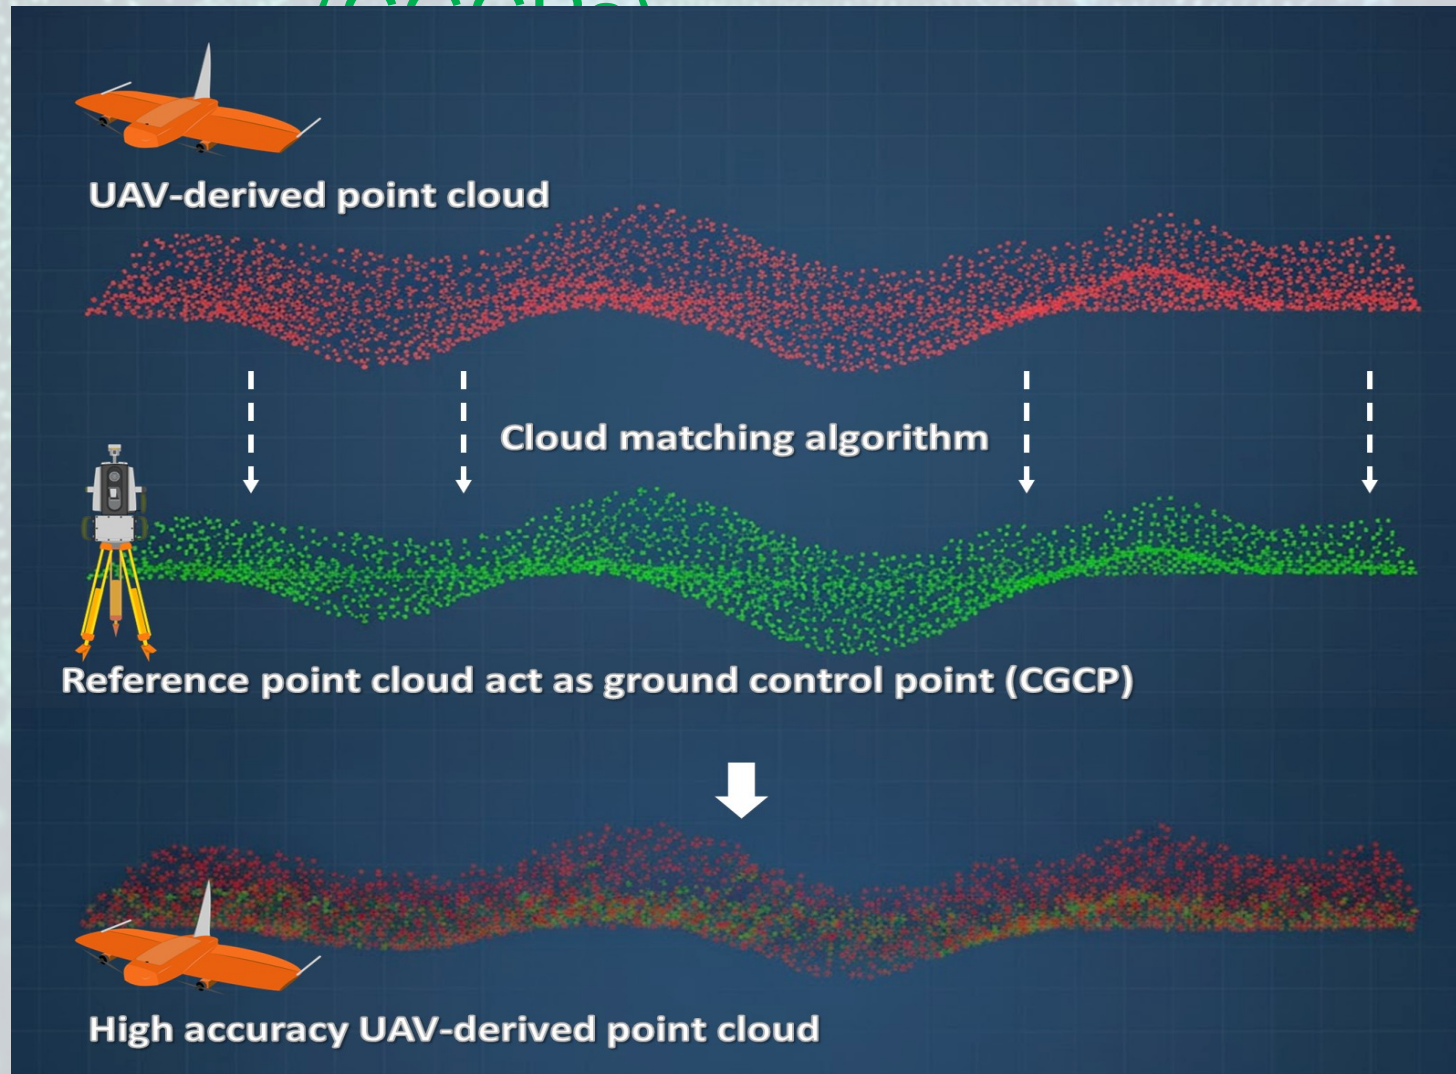 UAV-derived point cloud
Cloud matching algorithm
Reference point cloud act as ground control point (CGCP)
High accuracy UAV-derived point cloud